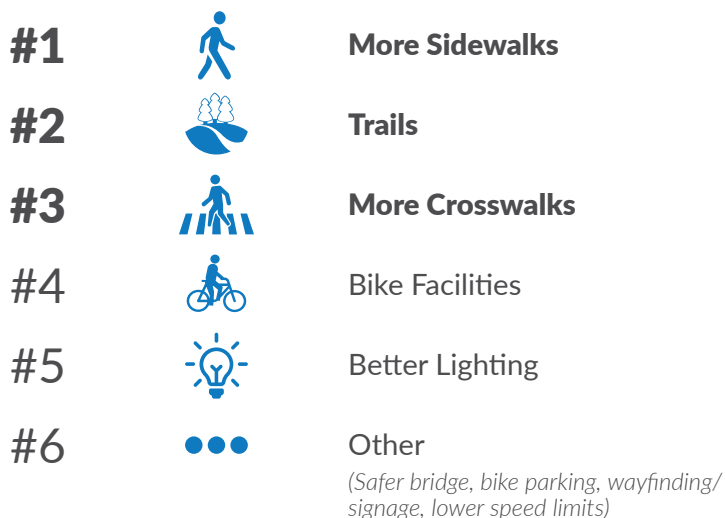 #1 More Sidewalks
#2 Trails
#3 More Crosswalks
#4 Bike Facilities
#5 Better Lighting
#6 Other
(Safer bridge, bike parking, wayfinding/
signage, lower speed limits)